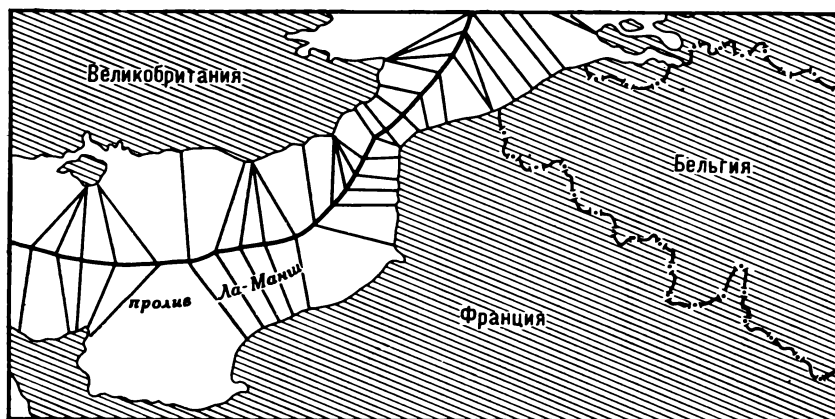 Великобритания
Бельгия
пролив Ла-Манш
Франция